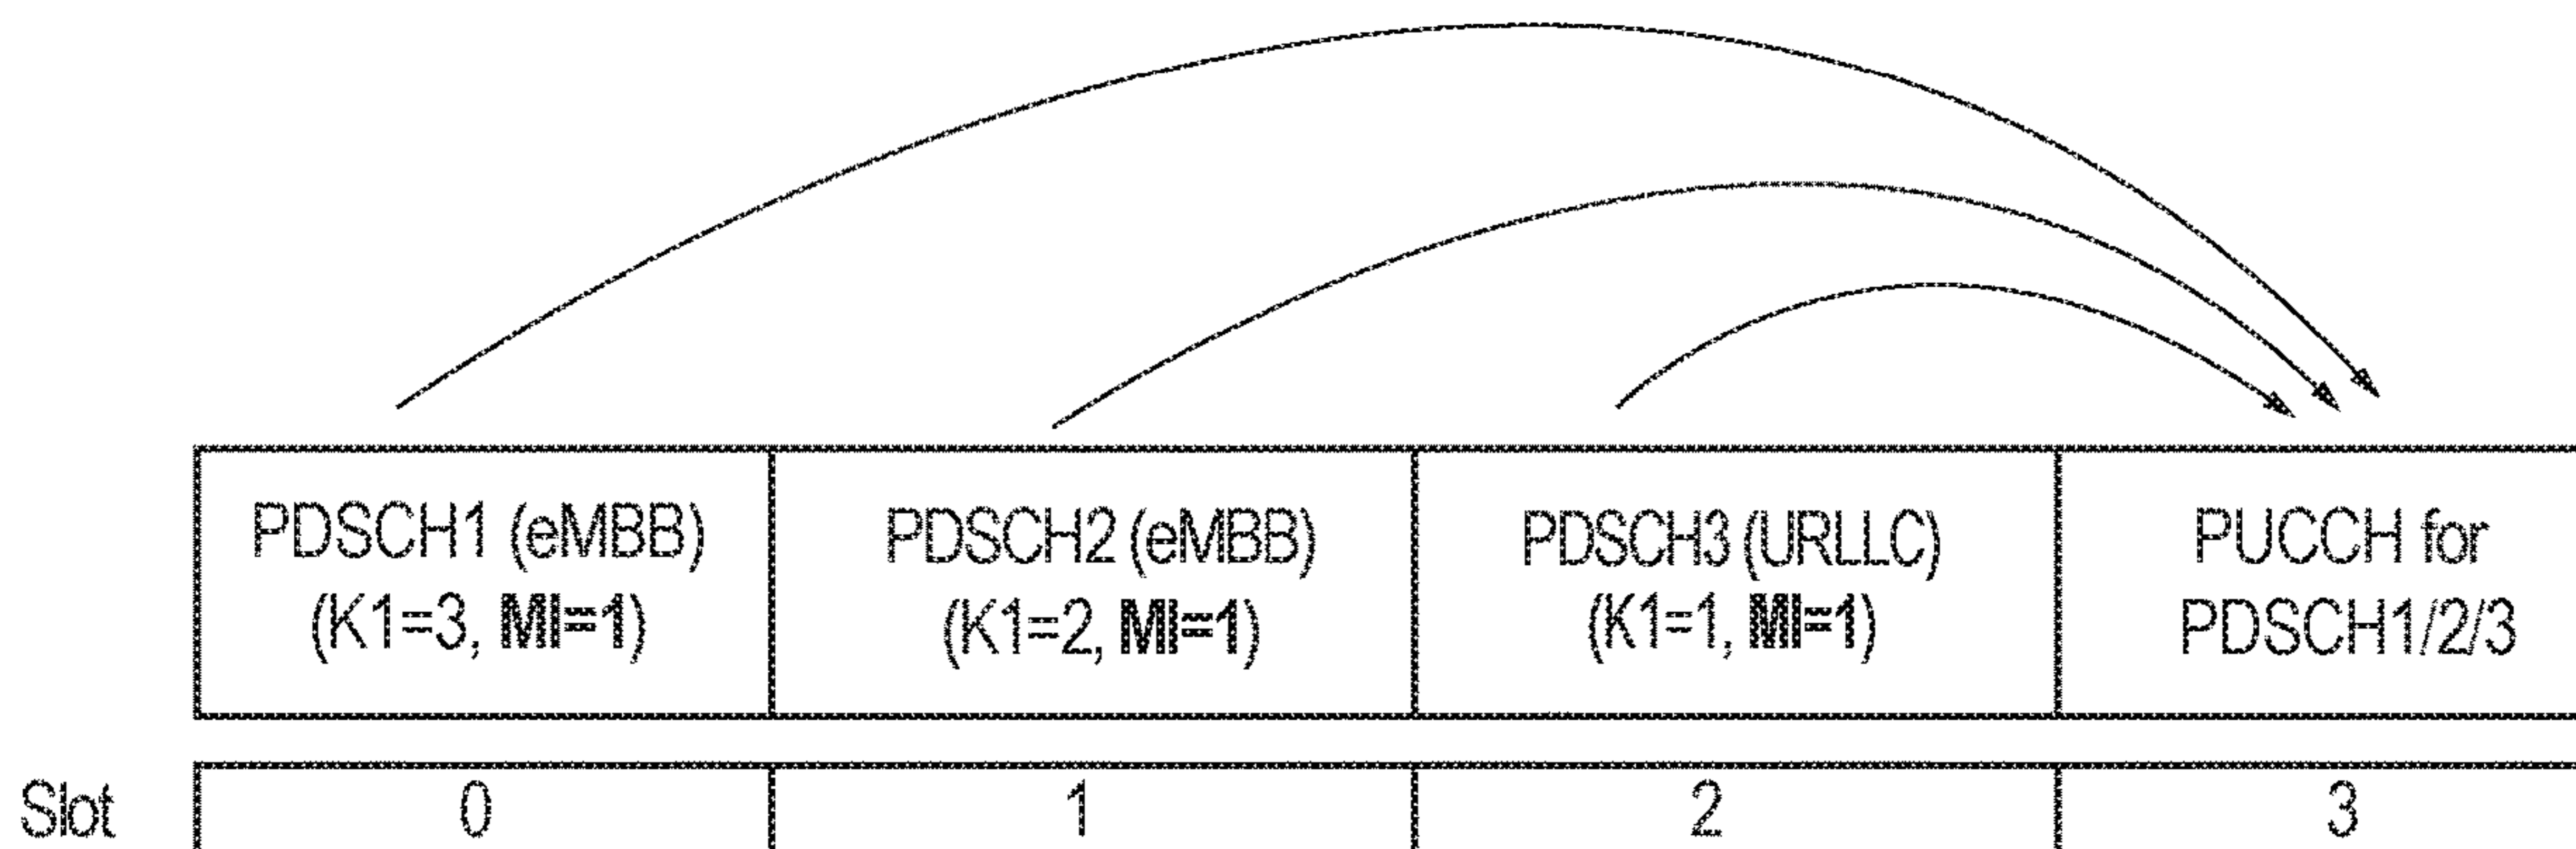 PDSCH1 (eMBB)
(K1=3, MI=1)
PDSCH2 (eMBB)
(K1=2, MI=1)
PDSCH3 (URLLC)
(K1=1, MI=1)
PUCCH for
PDSCH1/2/3
Slot 0 1 2 3